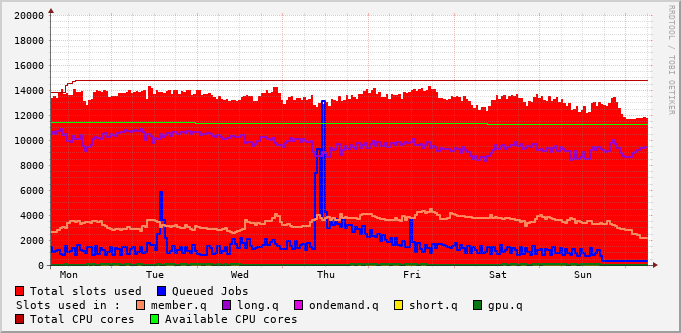 20000
18000
16000
14000
12000
10000
8000
6000
4000
2000
0
Mon Tue Wed Thu Fri Sat Sun
RRDTOOL / TOBI OETIKER
Total slots used Queued Jobs
Slots used in : member.q long.q ondemand.q short.q gpu.q
Total CPU cores Available CPU cores